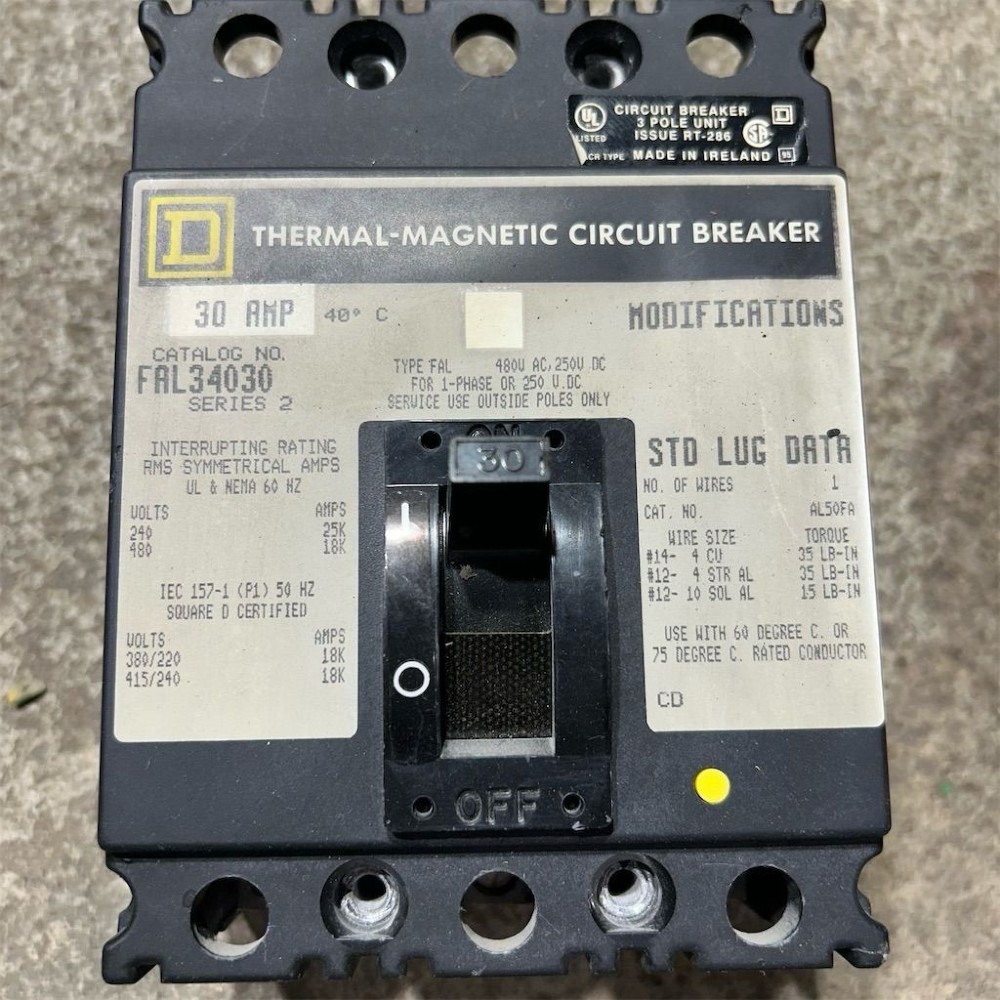 UL CIRCUIT BREAKER D
3 POLE UNIT
LISTED ISSUE RT-286 SA
ACR TYPE MADE IN IRELAND 95
D THERMAL-MAGNETIC CIRCUIT BREAKER
30 AMP 40° C
MODIFICATIONS
CATALOG NO.
FAL34030
SERIES 2
TYPE FAL 480V AC, 250V DC
FOR 1-PHASE OR 250 V.DC
SERVICE USE OUTSIDE POLES ONLY
INTERRUPTING RATING
RMS SYMMETRICAL AMPS
UL & NEMA 60 HZ
VOLTS AMPS
240 25K
480 18K
IEC 157-1 (P1) 50 HZ
SQUARE D CERTIFIED
VOLTS AMPS
380/220 18K
415/240 18K
ON
30
I
O
OFF
STD LUG DATA
NO. OF WIRES 1
CAT. NO. AL50FA
WIRE SIZE TORQUE
#14- 4 CU 35 LB-IN
#12- 4 STR AL 35 LB-IN
#12- 10 SOL AL 15 LB-IN
USE WITH 60 DEGREE C. OR
75 DEGREE C. RATED CONDUCTOR
CD